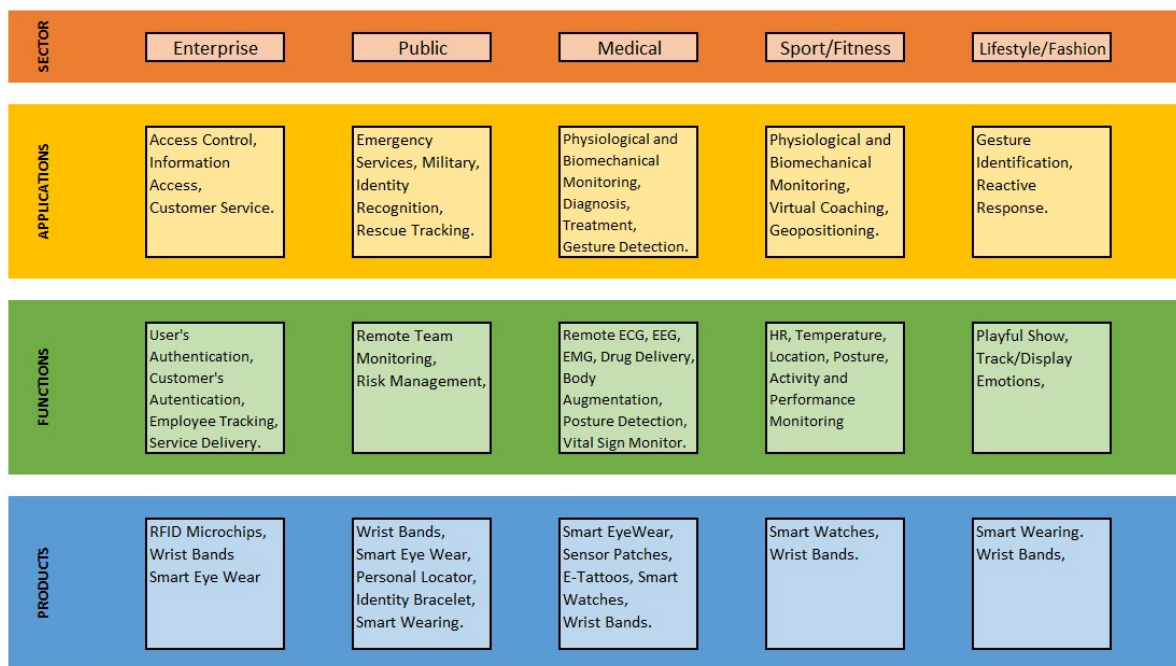 SECTOR
Enterprise
Public
Medical
Sport/Fitness
Lifestyle/Fashion
APPLICATIONS
Access Control,
Information
Access,
Customer Service.
Emergency
Services, Military,
Identity
Recognition,
Rescue Tracking.
Physiological and
Biomechanical
Monitoring,
Diagnosis,
Treatment,
Gesture Detection.
Physiological and
Biomechanical
Monitoring,
Virtual Coaching,
Geopositioning.
Gesture
Identification,
Reactive
Response.
FUNCTIONS
User's
Authentication,
Customer's
Autentication,
Employee Tracking,
Service Delivery.
Remote Team
Monitoring,
Risk Management,
Remote ECG, EEG,
EMG, Drug Delivery,
Body
Augmentation,
Posture Detection,
Vital Sign Monitor.
HR, Temperature,
Location, Posture,
Activity and
Performance
Monitoring
Playful Show,
Track/Display
Emotions,
PRODUCTS
RFID Microchips,
Wrist Bands
Smart Eye Wear
Wrist Bands,
Smart Eye Wear,
Personal Locator,
Identity Bracelet,
Smart Wearing.
Smart EyeWear,
Sensor Patches,
E-Tattoos, Smart
Watches,
Wrist Bands.
Smart Watches,
Wrist Bands.
Smart Wearing.
Wrist Bands,